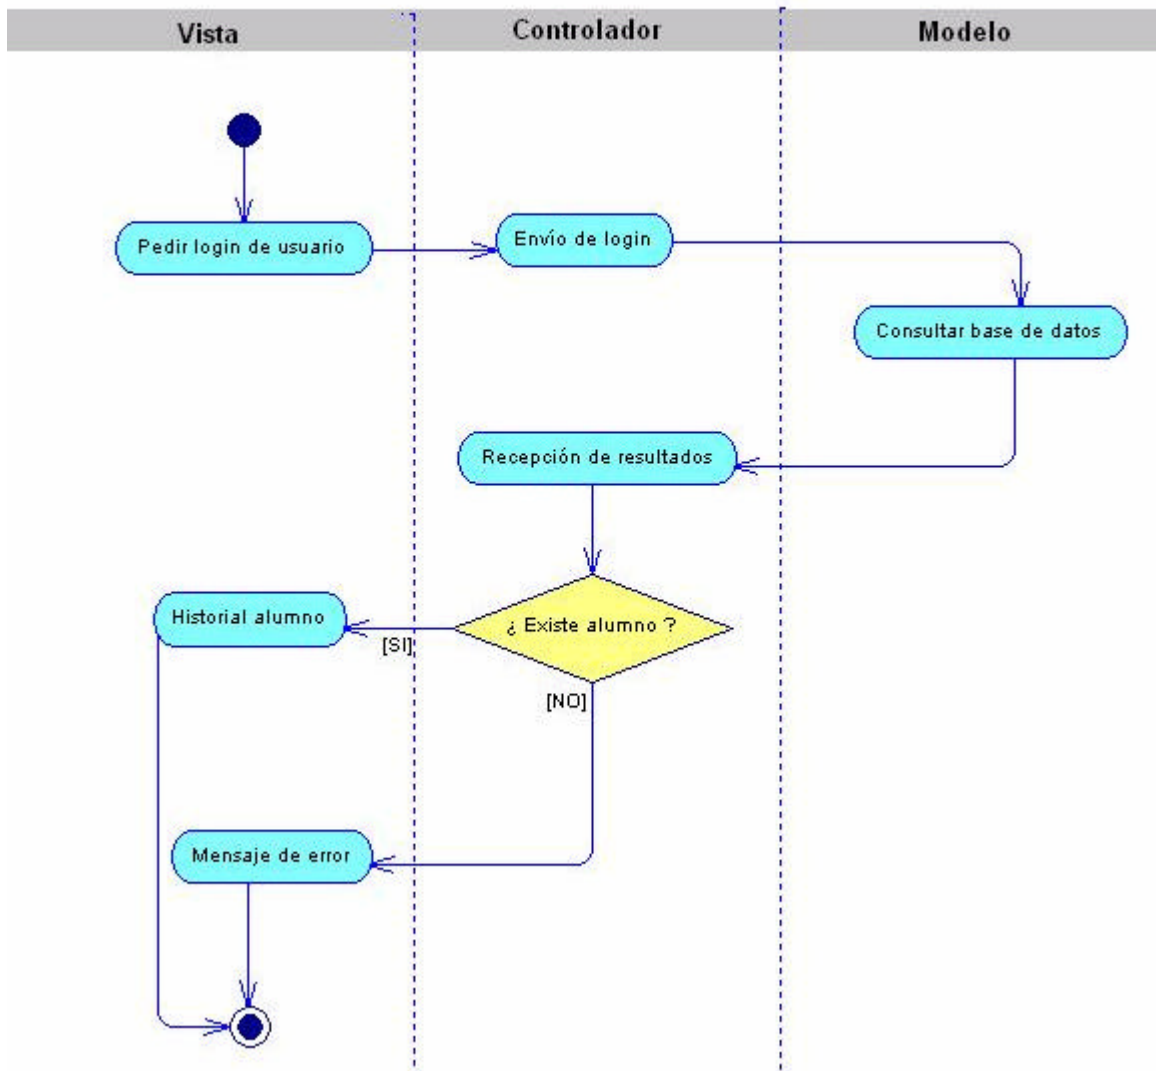 Vista
Controlador
Modelo
Pedir login de usuario
Envío de login
Consultar base de datos
Recepción de resultados
¿ Existe alumno ?
Historial alumno
[SI]
[NO]
Mensaje de error